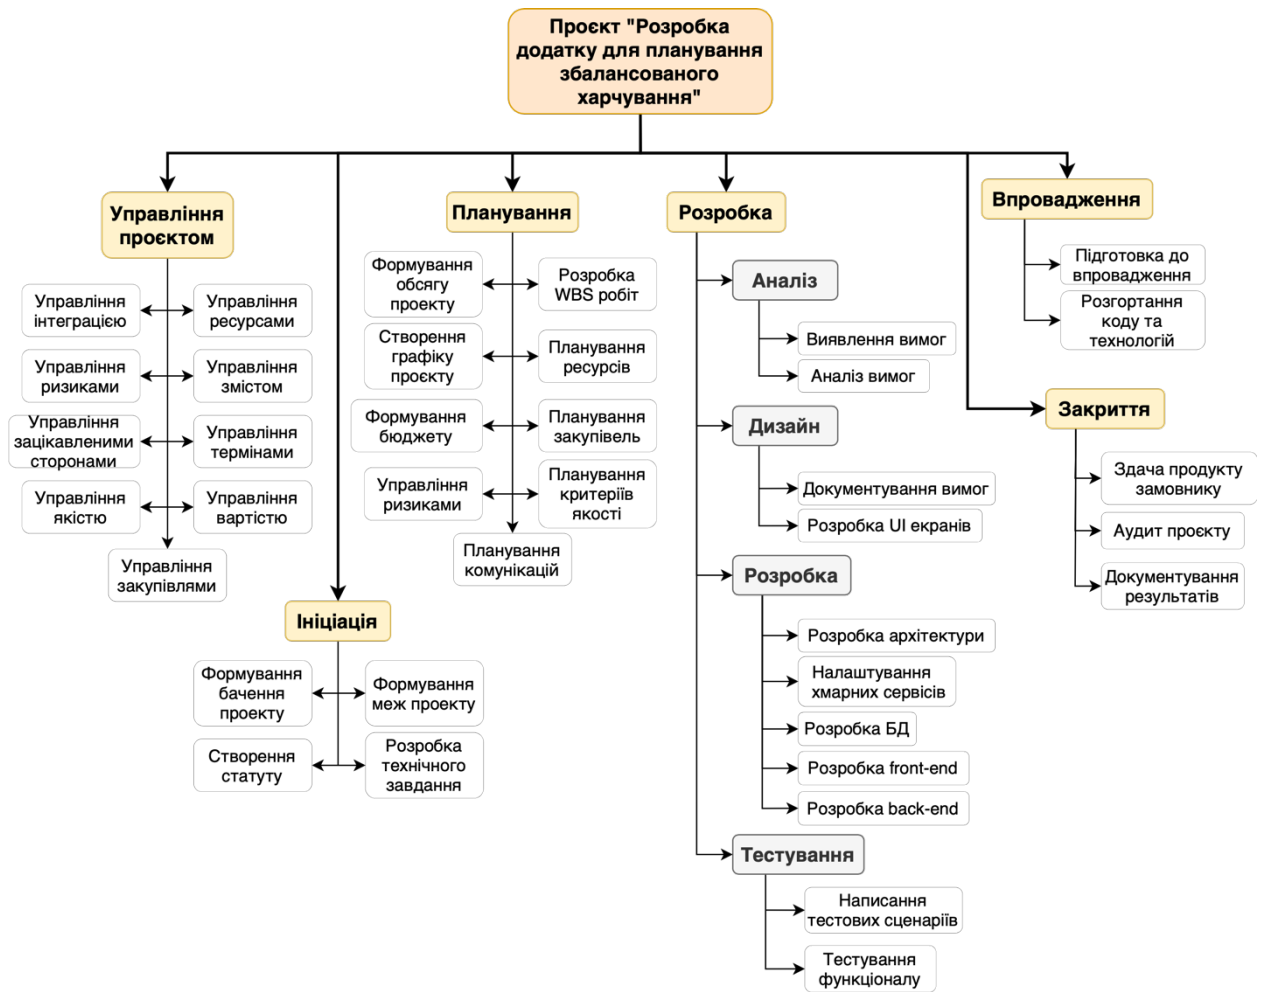 Проєкт "Розробка
додатку для планування
збалансованого
харчування"
Управління
проєктом
Управління
інтеграцією
Управління
ресурсами
Управління
ризиками
Управління
змістом
Управління
зацікавленими
сторонами
Управління
термінами
Управління
якістю
Управління
вартістю
Управління
закупівлями
Ініціація
Формування
бачення
проекту
Формування
меж проекту
Створення
статуту
Розробка
технічного
завдання
Планування
Формування
обсягу
проекту
Розробка
WBS робіт
Створення
графіку
проєкту
Планування
ресурсів
Формування
бюджету
Планування
закупівель
Управління
ризиками
Планування
критеріїв
якості
Планування
комунікацій
Розробка
Аналіз
Виявлення вимог
Аналіз вимог
Дизайн
Документування вимог
Розробка UI екранів
Розробка
Розробка архітектури
Налаштування
хмарних сервісів
Розробка БД
Розробка front-end
Розробка back-end
Тестування
Написання
тестових сценаріїв
Тестування
функціоналу
Впровадження
Підготовка до
впровадження
Розгортання
коду та
технологій
Закриття
Здача продукту
замовнику
Аудит проєкту
Документування
результатів